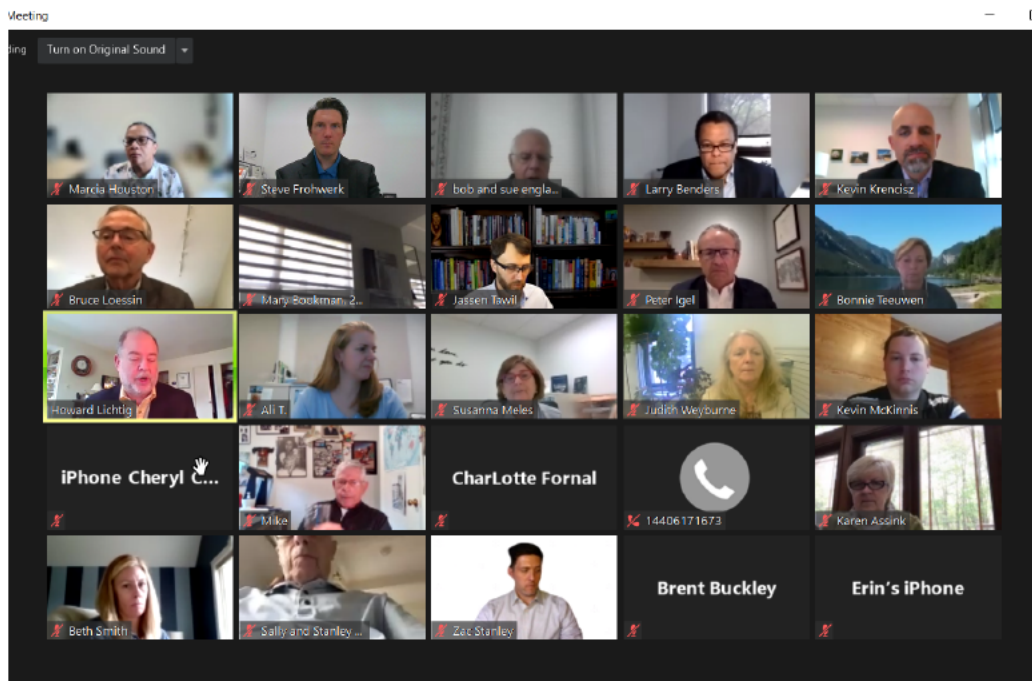 Meeting
ding Turn on Original Sound
Marcia Houston
Steve Frohwerk
bob and sue engla...
Larry Benders
Kevin Krencisz
Bruce Loessin
Mary Bookman, 2...
Jassen Tawil
Peter Igel
Bonnie Teeuwen
Howard Lichtig
Ali T.
Susanna Meles
Judith Weyburne
Kevin McKinnis
iPhone Cheryl C...
Mike
CharLotte Fornal
14406171673
Karen Assink
Beth Smith
Sally and Stanley ...
Zac Stanley
Brent Buckley
Erin's iPhone